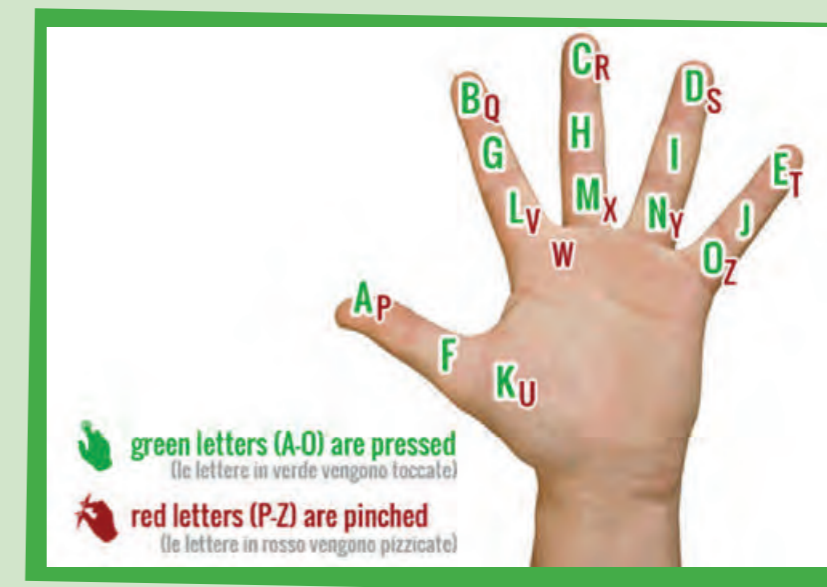 C R
D S
B Q
H
G
I
E T
M X
L V
N Y
J
W
O Z
A P
F
K U
green letters (A-O) are pressed
(le lettere in verde vengono toccate)
red letters (P-Z) are pinched
(le lettere in rosso vengono pizzicate)